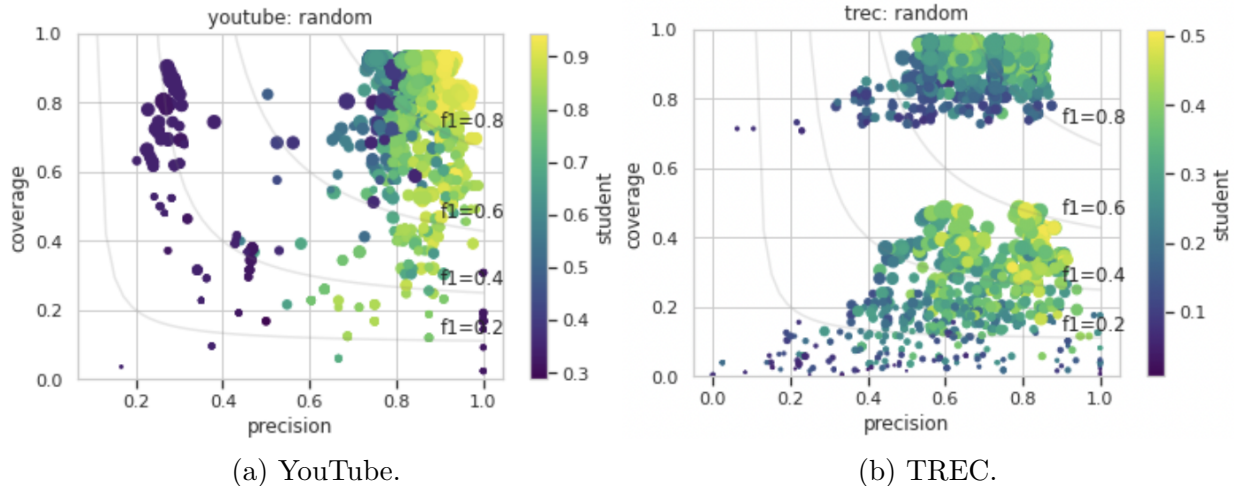 youtube: random
1.0
0.8
0.6
0.4
0.2
0.0
coverage
0.2
0.4
0.6
0.8
1.0
precision
f1=0.8
f1=0.6
f1=0.4
f1=0.2
0.9
0.8
0.7
0.6
0.5
0.4
0.3
student
(a) YouTube.
trec: random
1.0
0.8
0.6
0.4
0.2
0.0
coverage
0.0
0.2
0.4
0.6
0.8
1.0
precision
f1=0.8
f1=0.6
f1=0.4
f1=0.2
0.5
0.4
0.3
0.2
0.1
student
(b) TREC.